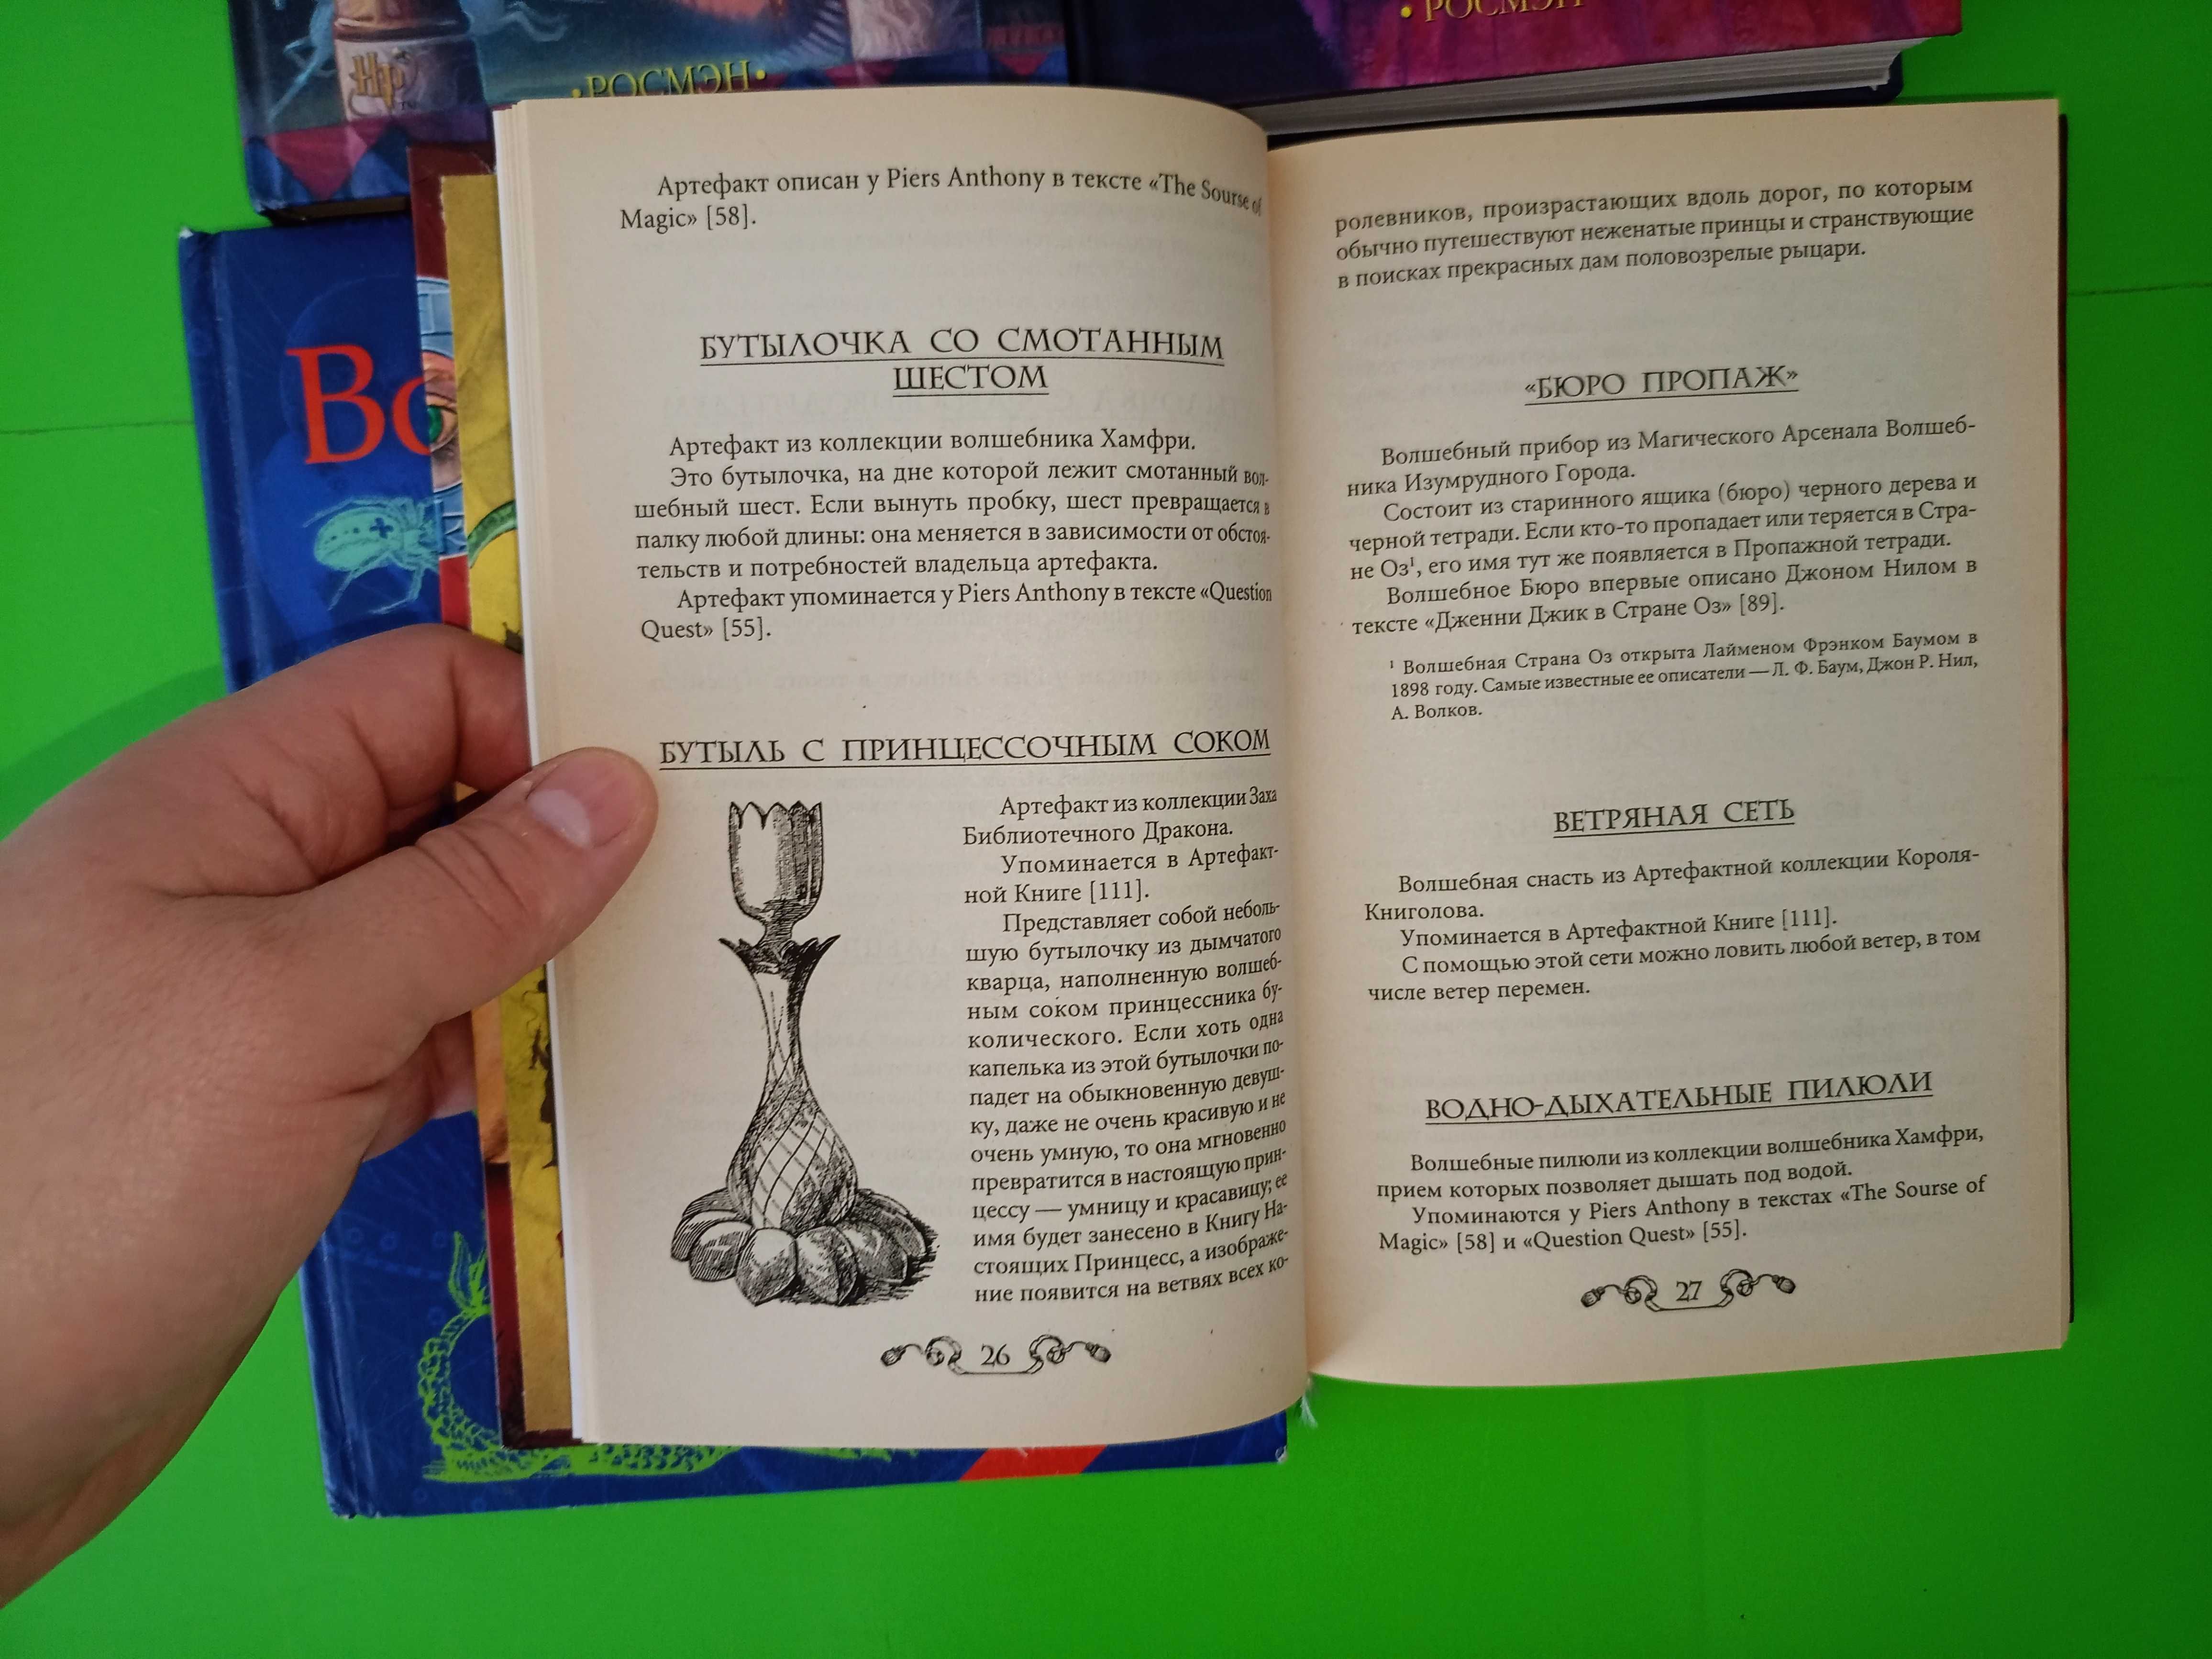 • РОСМЭН •
• РОСМЭН
HP
Во
Артефакт описан у Piers Anthony в тексте «The Sourse of
Magic» [58].
БУТЫЛОЧКА СО СМОТАННЫМ
ШЕСТОМ
Артефакт из коллекции волшебника Хамфри.
Это бутылочка, на дне которой лежит смотанный вол-
шебный шест. Если вынуть пробку, шест превращается в
палку любой длины: она меняется в зависимости от обстоя-
тельств и потребностей владельца артефакта.
Артефакт упоминается у Piers Anthony в тексте «Question
Quest» [55].
БУТЫЛЬ С ПРИНЦЕССОЧНЫМ СОКОМ
Артефакт из коллекции Заха
Библиотечного Дракона.
Упоминается в Артефакт-
ной Книге [111].
Представляет собой неболь-
шую бутылочку из дымчатого
кварца, наполненную волшеб-
ным соком принцессника бу-
колического. Если хоть одна
капелька из этой бутылочки по-
падет на обыкновенную девуш-
ку, даже не очень красивую и не
очень умную, то она мгновенно
превратится в настоящую прин-
цессу — умницу и красавицу; ее
имя будет занесено в Книгу На-
стоящих Принцесс, а изображе-
ние появится на ветвях всех ко-
26
ролевников, произрастающих вдоль дорог, по которым
обычно путешествуют неженатые принцы и странствующие
в поисках прекрасных дам половозрелые рыцари.
«БЮРО ПРОПАЖ»
Волшебный прибор из Магического Арсенала Волшеб-
ника Изумрудного Города.
Состоит из старинного ящика (бюро) черного дерева и
черной тетради. Если кто-то пропадает или теряется в Стра-
не Оз¹, его имя тут же появляется в Пропажной тетради.
Волшебное Бюро впервые описано Джоном Нилом в
тексте «Дженни Джик в Стране Оз» [89].
¹ Волшебная Страна Оз открыта Лайменом Фрэнком Баумом в
1898 году. Самые известные ее описатели — Л. Ф. Баум, Джон Р. Нил,
А. Волков.
ВЕТРЯНАЯ СЕТЬ
Волшебная снасть из Артефактной коллекции Короля-
Книголова.
Упоминается в Артефактной Книге [111].
С помощью этой сети можно ловить любой ветер, в том
числе ветер перемен.
ВОДНО-ДЫХАТЕЛЬНЫЕ ПИЛЮЛИ
Волшебные пилюли из коллекции волшебника Хамфри,
прием которых позволяет дышать под водой.
Упоминаются у Piers Anthony в текстах «The Sourse of
Magic» [58] и «Question Quest» [55].
27